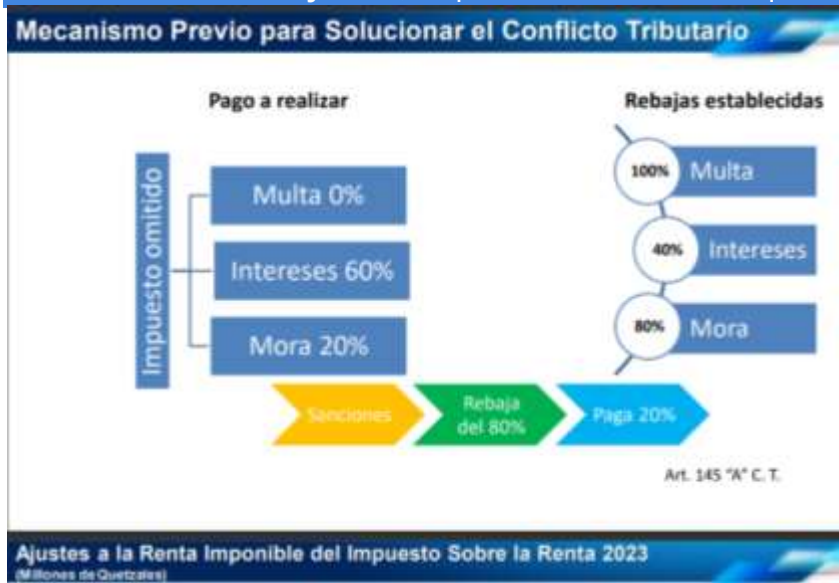 Mecanismo Previo para Solucionar el Conflicto Tributario
Pago a realizar
Impuesto omitido
Multa 0%
Intereses 60%
Mora 20%
Rebajas establecidas
100% Multa
40% Intereses
80% Mora
Sanciones
Rebaja
del 80%
Paga 20%
Art. 145 "A" C. T.
Ajustes a la Renta Imponible del Impuesto Sobre la Renta 2023
(Millones de Quetzales)